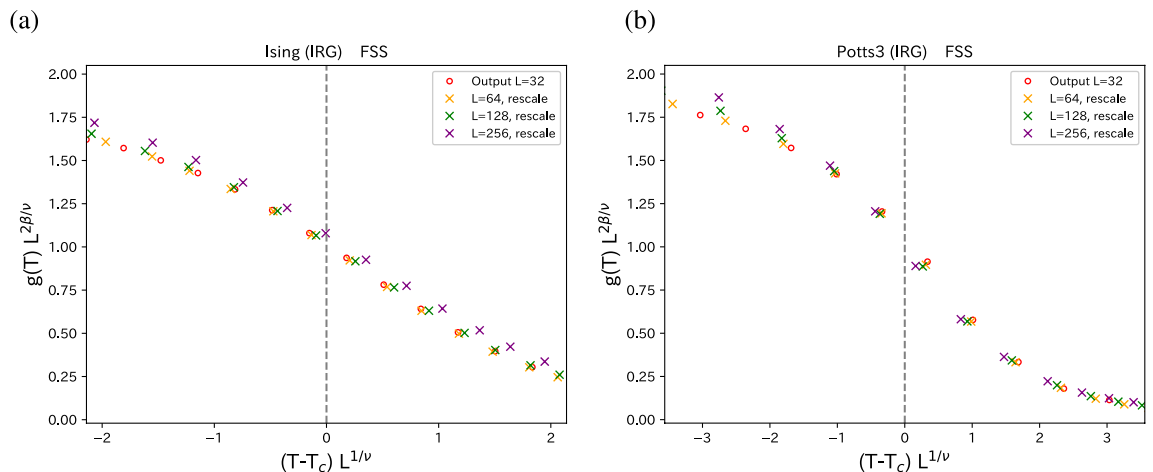 (a)
Ising (IRG) FSS
g(T) L^{2β/ν}
2.00
1.75
1.50
1.25
1.00
0.75
0.50
0.25
0.00
Output L=32
L=64, rescale
L=128, rescale
L=256, rescale
−2
−1
0
1
2
(T-T_c) L^{1/ν}
(b)
Potts3 (IRG) FSS
g(T) L^{2β/ν}
2.00
1.75
1.50
1.25
1.00
0.75
0.50
0.25
0.00
Output L=32
L=64, rescale
L=128, rescale
L=256, rescale
−3
−2
−1
0
1
2
3
(T-T_c) L^{1/ν}